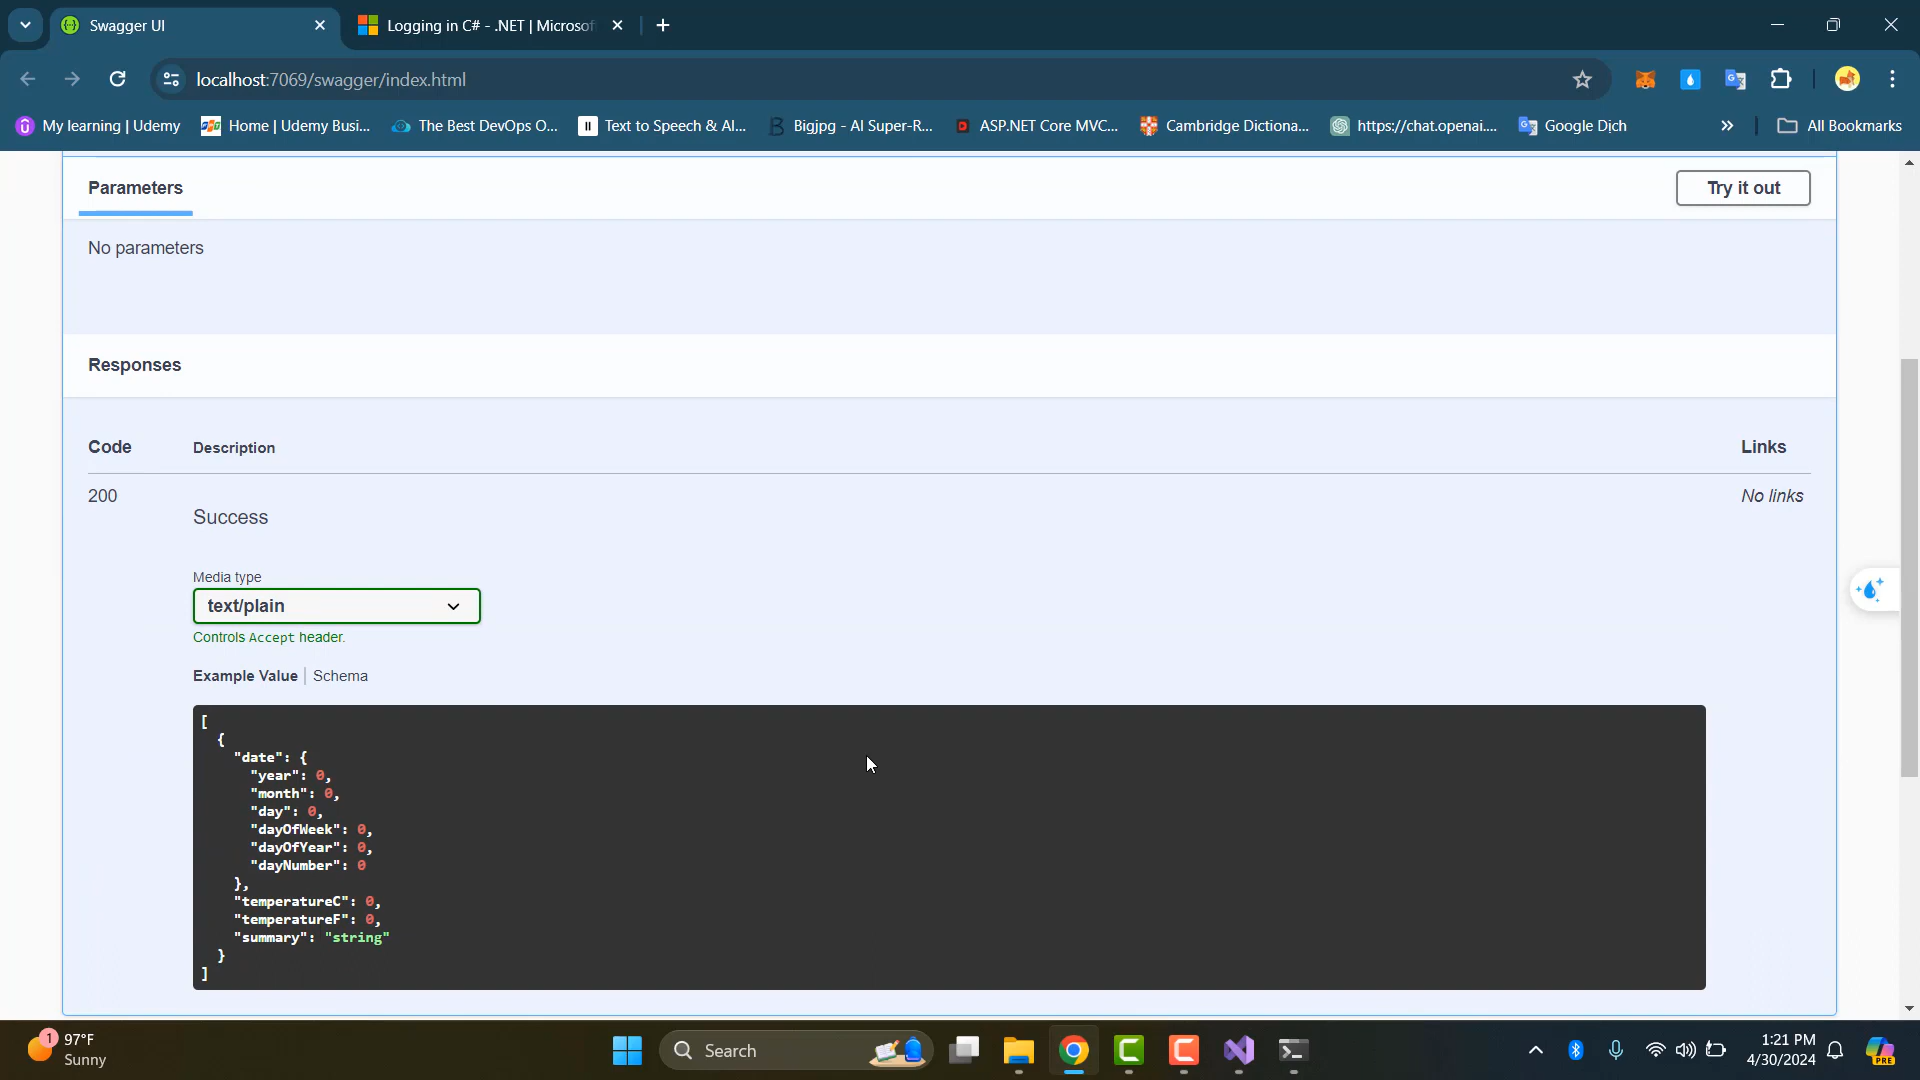 Swagger UI
Logging in C# - .NET | Microsof
localhost:7069/swagger/index.html
My learning | Udemy
Home | Udemy Busi...
The Best DevOps O...
Text to Speech & AI...
Bigjpg - AI Super-R...
ASP.NET Core MVC...
Cambridge Dictiona...
https://chat.openai....
Google Dịch
All Bookmarks
Parameters
Try it out
No parameters
Responses
Code Description Links
200 No links
Success
Media type
text/plain
Controls Accept header.
Example Value | Schema
[
{
"date": {
"year": 0,
"month": 0,
"day": 0,
"dayOfWeek": 0,
"dayOfYear": 0,
"dayNumber": 0
},
"temperatureC": 0,
"temperatureF": 0,
"summary": "string"
}
]
1
97°F
Sunny
Search
1:21 PM
4/30/2024
PRE